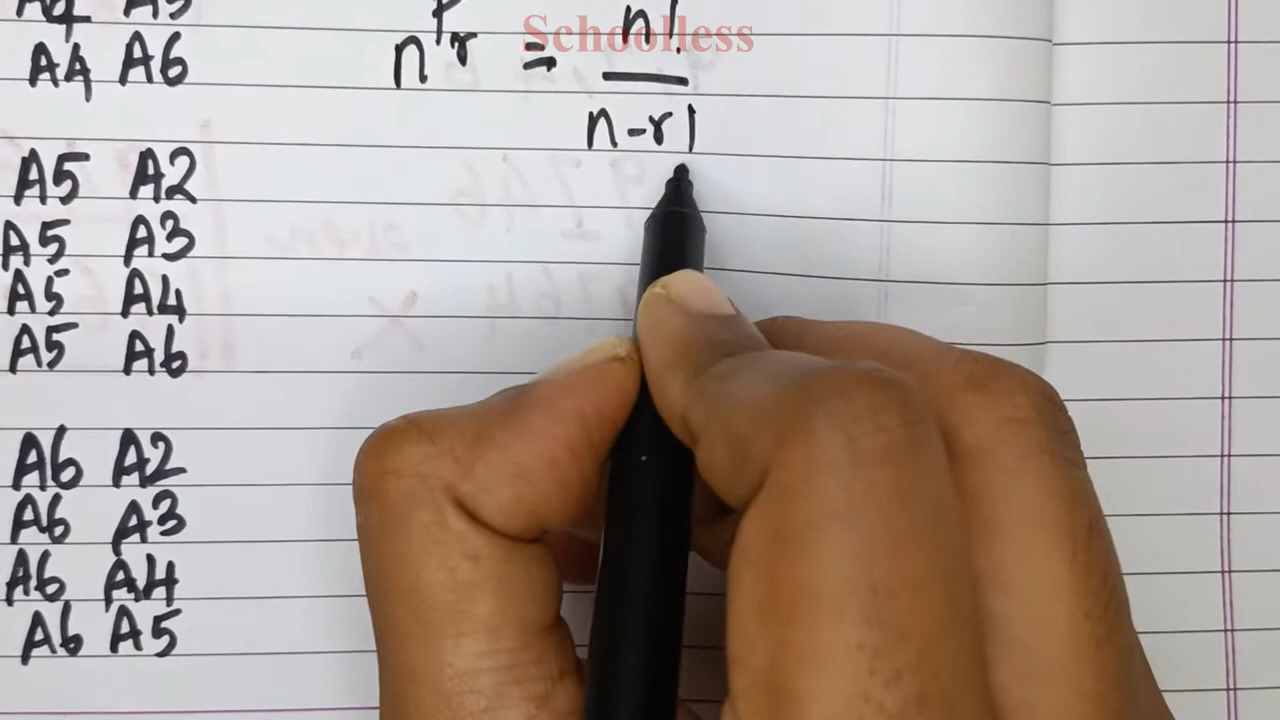 A4 A6
A5 A2
A5 A3
A5 A4
A5 A6
A6 A2
A6 A3
A6 A4
A6 A5
Schoolless
nPr = n!
n-r!